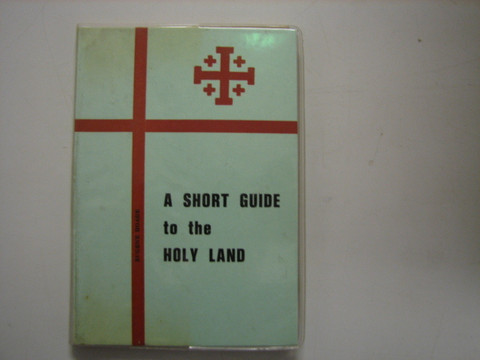 A SHORT GUIDE
to the
HOLY LAND